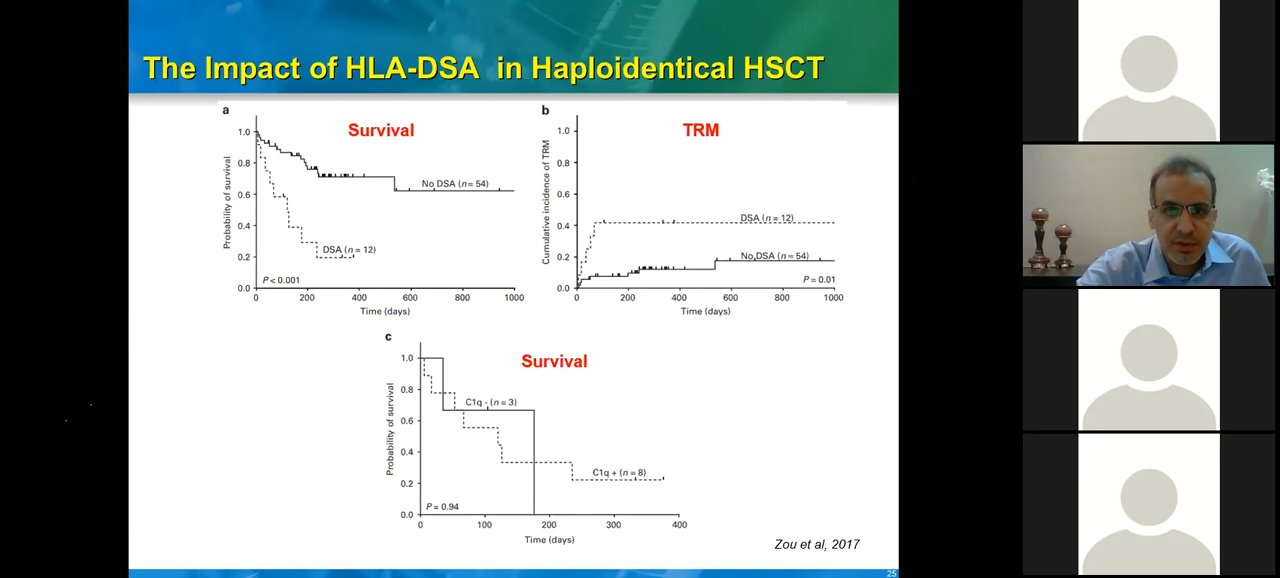 The Impact of HLA-DSA in Haploidentical HSCT
a
Survival
Probability of survival
1.0
0.8
0.6
0.4
0.2
0.0
No DSA (n = 54)
DSA (n = 12)
P < 0.001
0 200 400 600 800 1000
Time (days)
b
TRM
Cumulative incidence of TRM
1.0
0.8
0.6
0.4
0.2
0.0
DSA (n = 12)
No DSA (n = 54)
P = 0.01
0 200 400 600 800 1000
Time (days)
c
Survival
Probability of survival
1.0
0.8
0.6
0.4
0.2
0.0
C1q - (n = 3)
C1q + (n = 8)
P = 0.94
0 100 200 300 400
Time (days)
Zou et al, 2017
25